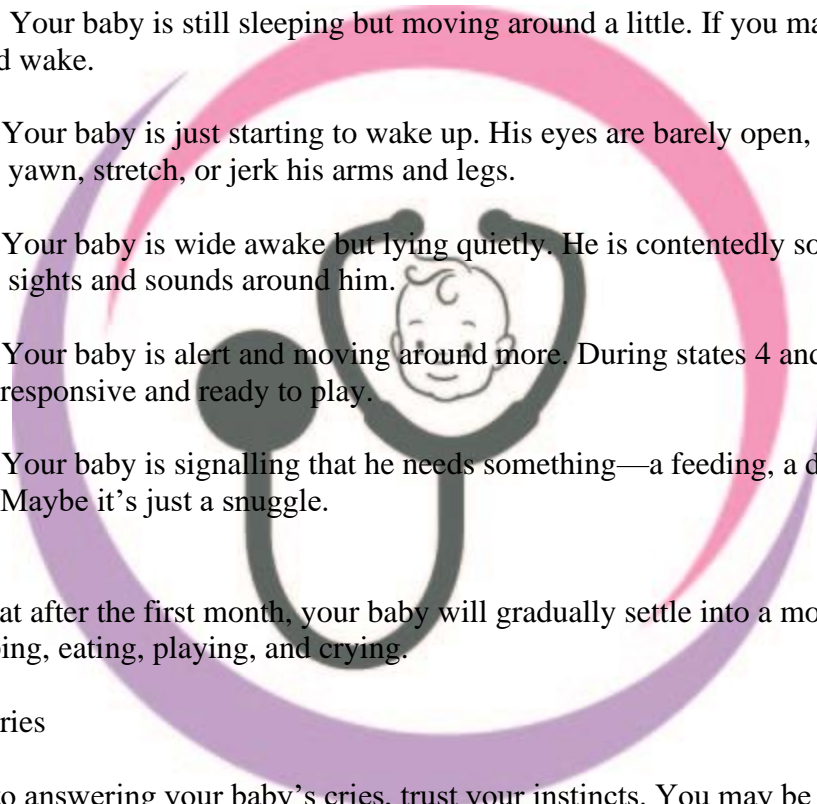 Your baby is still sleeping but moving around a little. If you ma
d wake.
Your baby is just starting to wake up. His eyes are barely open,
yawn, stretch, or jerk his arms and legs.
Your baby is wide awake but lying quietly. He is contentedly so
sights and sounds around him.
Your baby is alert and moving around more. During states 4 and
responsive and ready to play.
Your baby is signalling that he needs something—a feeding, a d
Maybe it’s just a snuggle.
at after the first month, your baby will gradually settle into a mo
ing, eating, playing, and crying.
ries
o answering your baby’s cries, trust your instincts. You may be